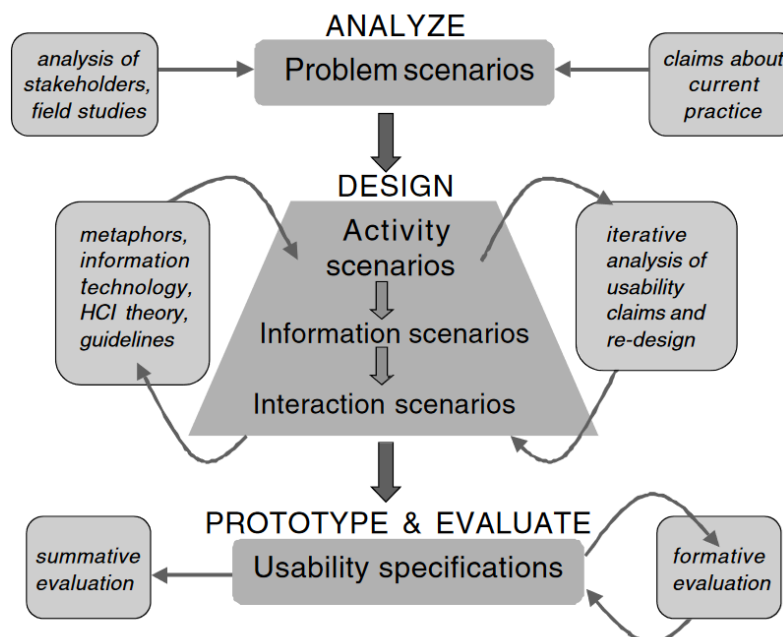 ANALYZE
analysis of
stakeholders,
field studies
Problem scenarios
claims about
current
practice
DESIGN
metaphors,
information
technology,
HCI theory,
guidelines
Activity
scenarios
Information scenarios
Interaction scenarios
iterative
analysis of
usability
claims and
re-design
PROTOTYPE & EVALUATE
summative
evaluation
Usability specifications
formative
evaluation